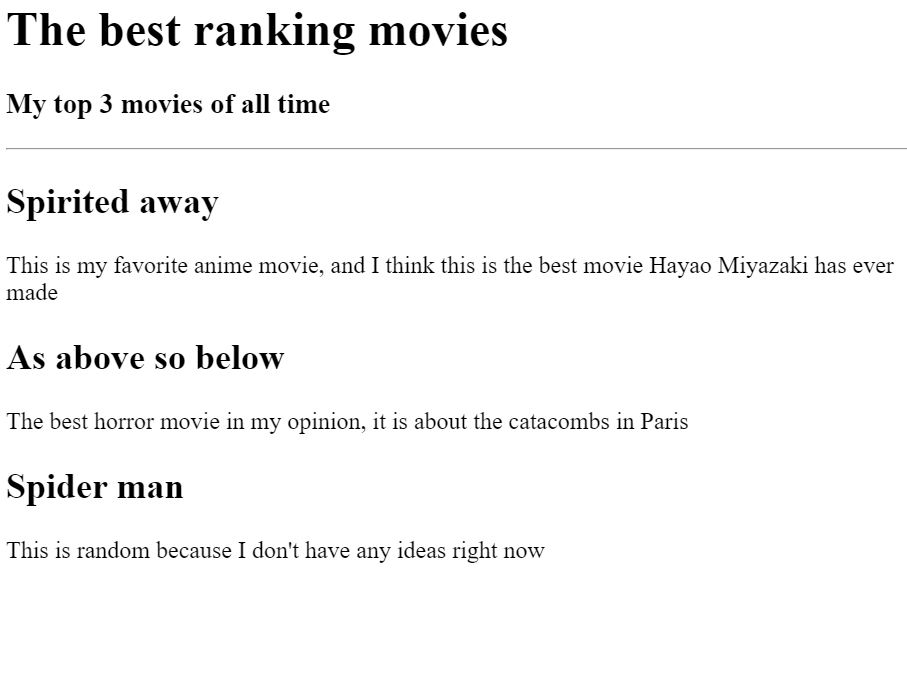 The best ranking movies
My top 3 movies of all time
Spirited away
This is my favorite anime movie, and I think this is the best movie Hayao Miyazaki has ever
made
As above so below
The best horror movie in my opinion, it is about the catacombs in Paris
Spider man
This is random because I don't have any ideas right now